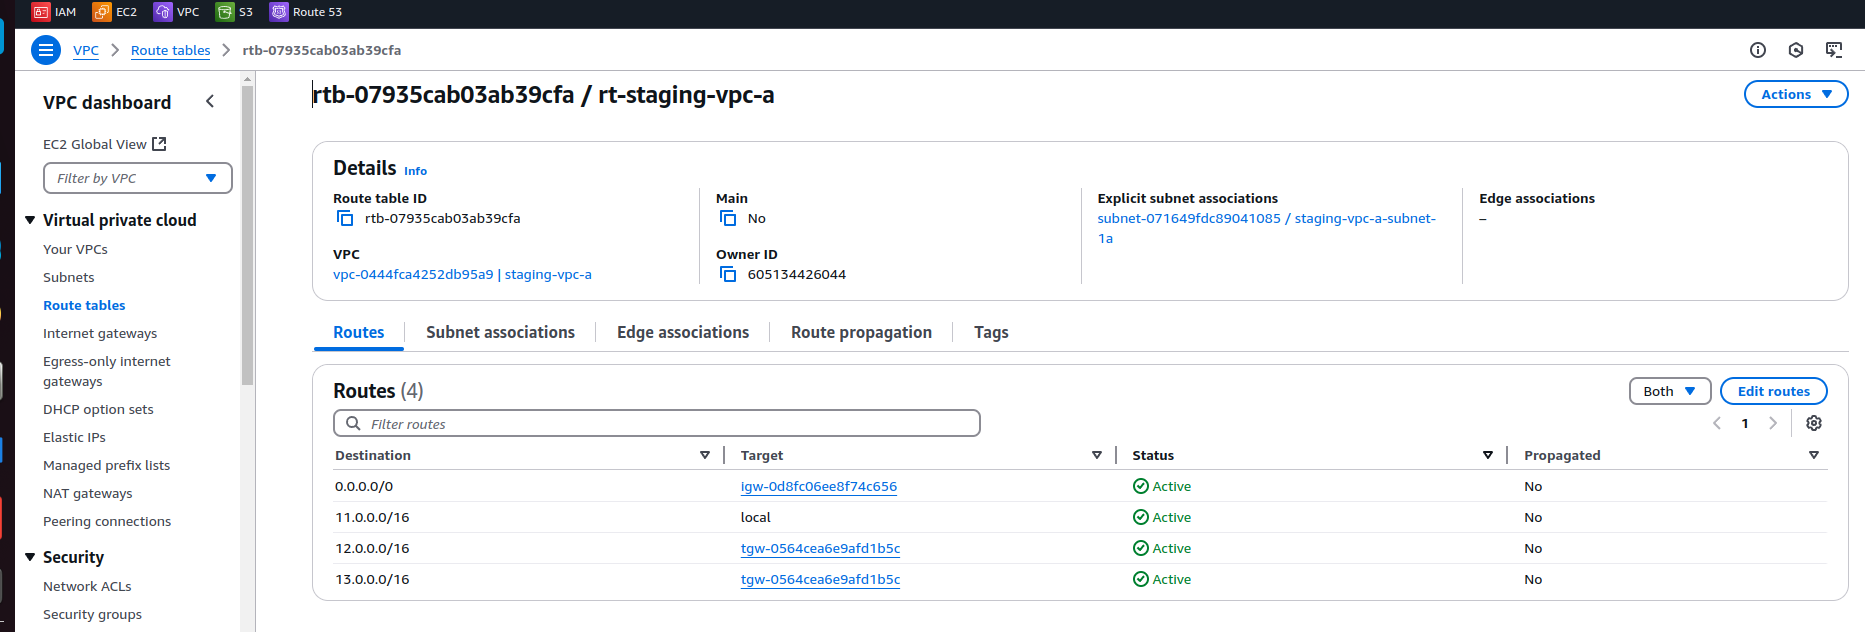 IAM EC2 VPC S3 Route 53
VPC Route tables rtb-07935cab03ab39cfa
VPC dashboard
EC2 Global View
Filter by VPC
Virtual private cloud
Your VPCs
Subnets
Route tables
Internet gateways
Egress-only internet
gateways
DHCP option sets
Elastic IPs
Managed prefix lists
NAT gateways
Peering connections
Security
Network ACLs
Security groups
rtb-07935cab03ab39cfa / rt-staging-vpc-a
Actions
Details Info
Route table ID
rtb-07935cab03ab39cfa
VPC
vpc-0444fca4252db95a9 | staging-vpc-a
Main
No
Owner ID
605134426044
Explicit subnet associations
subnet-071649fdc89041085 / staging-vpc-a-subnet-
1a
Edge associations
–
Routes Subnet associations Edge associations Route propagation Tags
Routes (4)
Both Edit routes
Filter routes
1
Destination Target Status Propagated
0.0.0.0/0 igw-0d8fc06ee8f74c656 Active No
11.0.0.0/16 local Active No
12.0.0.0/16 tgw-0564cea6e9afd1b5c Active No
13.0.0.0/16 tgw-0564cea6e9afd1b5c Active No